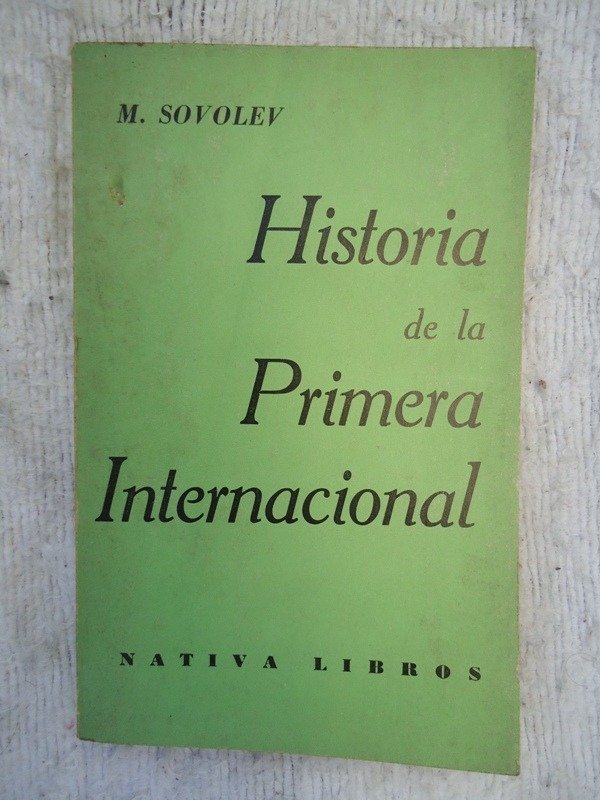 M. SOVOLEV
Historia
de la
Primera
Internacional
NATIVA LIBROS